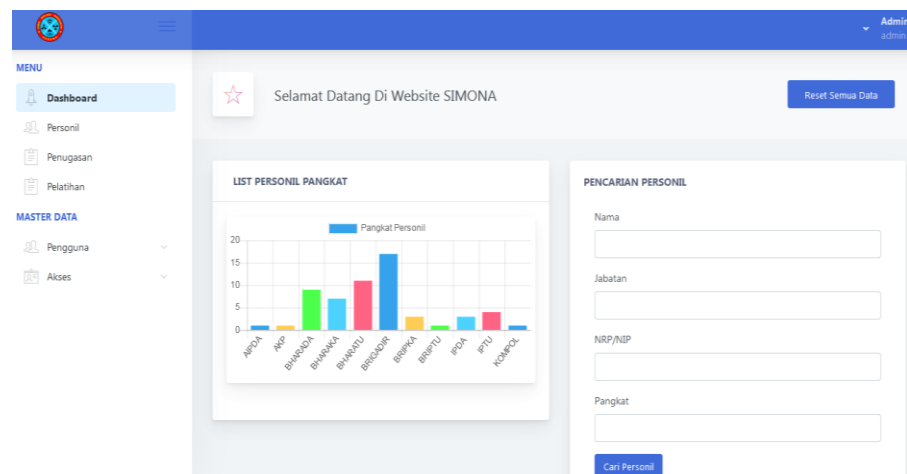 Admin
admin
MENU
Dashboard
Personil
Penugasan
Pelatihan
MASTER DATA
Pengguna
Akses
Selamat Datang Di Website SIMONA
Reset Semua Data
LIST PERSONIL PANGKAT
Pangkat Personil
20
15
10
5
0
AIPDA
AKP
BHARADA
BHARAKA
BHARATU
BRIGADIR
BRIPKA
BRIPTU
IPDA
IPTU
KOMPOL
PENCARIAN PERSONIL
Nama
Jabatan
NRP/NIP
Pangkat
Cari Personil